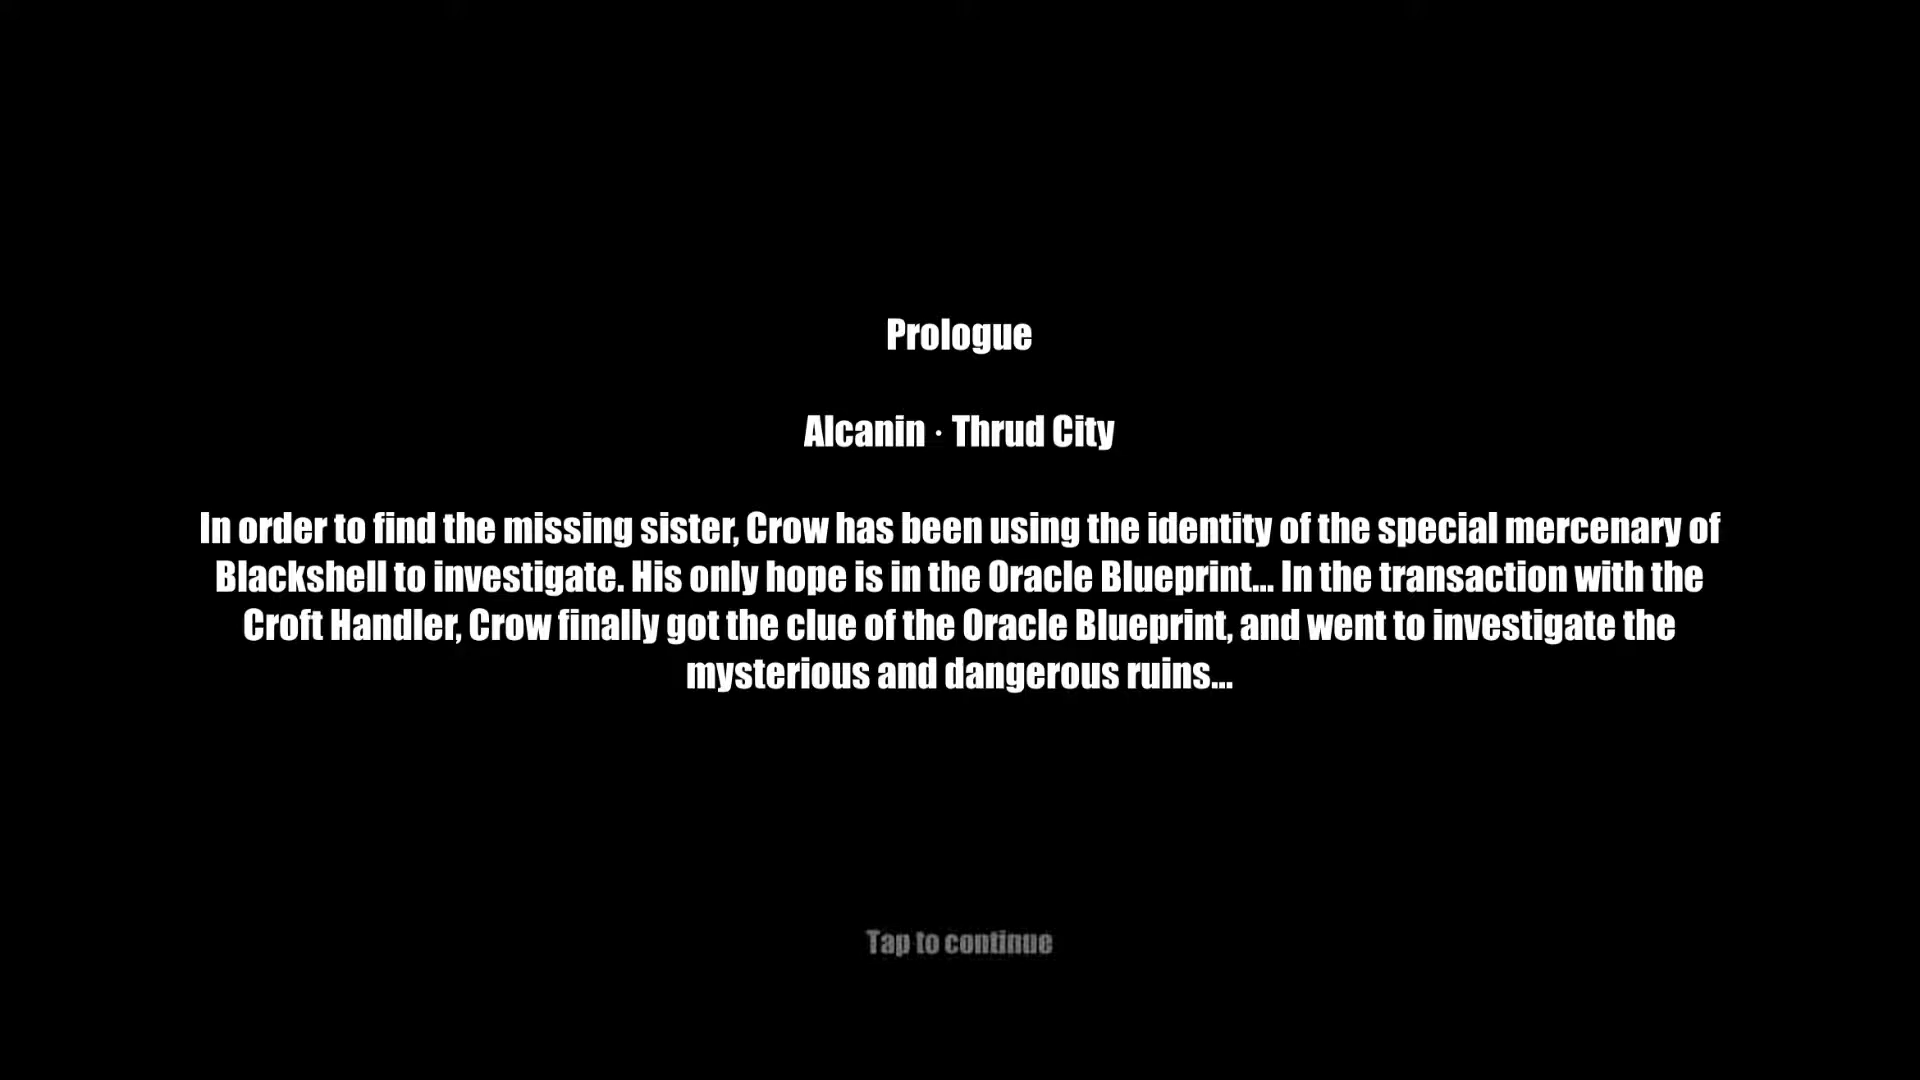 Prologue
Alcanin · Thrud City
In order to find the missing sister, Crow has been using the identity of the special mercenary of
Blackshell to investigate. His only hope is in the Oracle Blueprint... In the transaction with the
Croft Handler, Crow finally got the clue of the Oracle Blueprint, and went to investigate the
mysterious and dangerous ruins...
Tap to continue